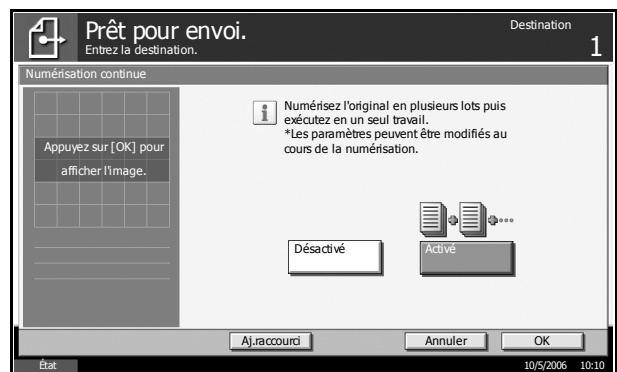 Prêt pour envoi.
Entrez la destination.
Destination
1
Numérisation continue
Appuyez sur [OK] pour
afficher l'image.
Numérisez l'original en plusieurs lots puis
exécutez en un seul travail.
*Les paramètres peuvent être modifiés au
cours de la numérisation.
Désactivé
Activé
Aj.raccourci
Annuler
OK
État
10/5/2006 10:10